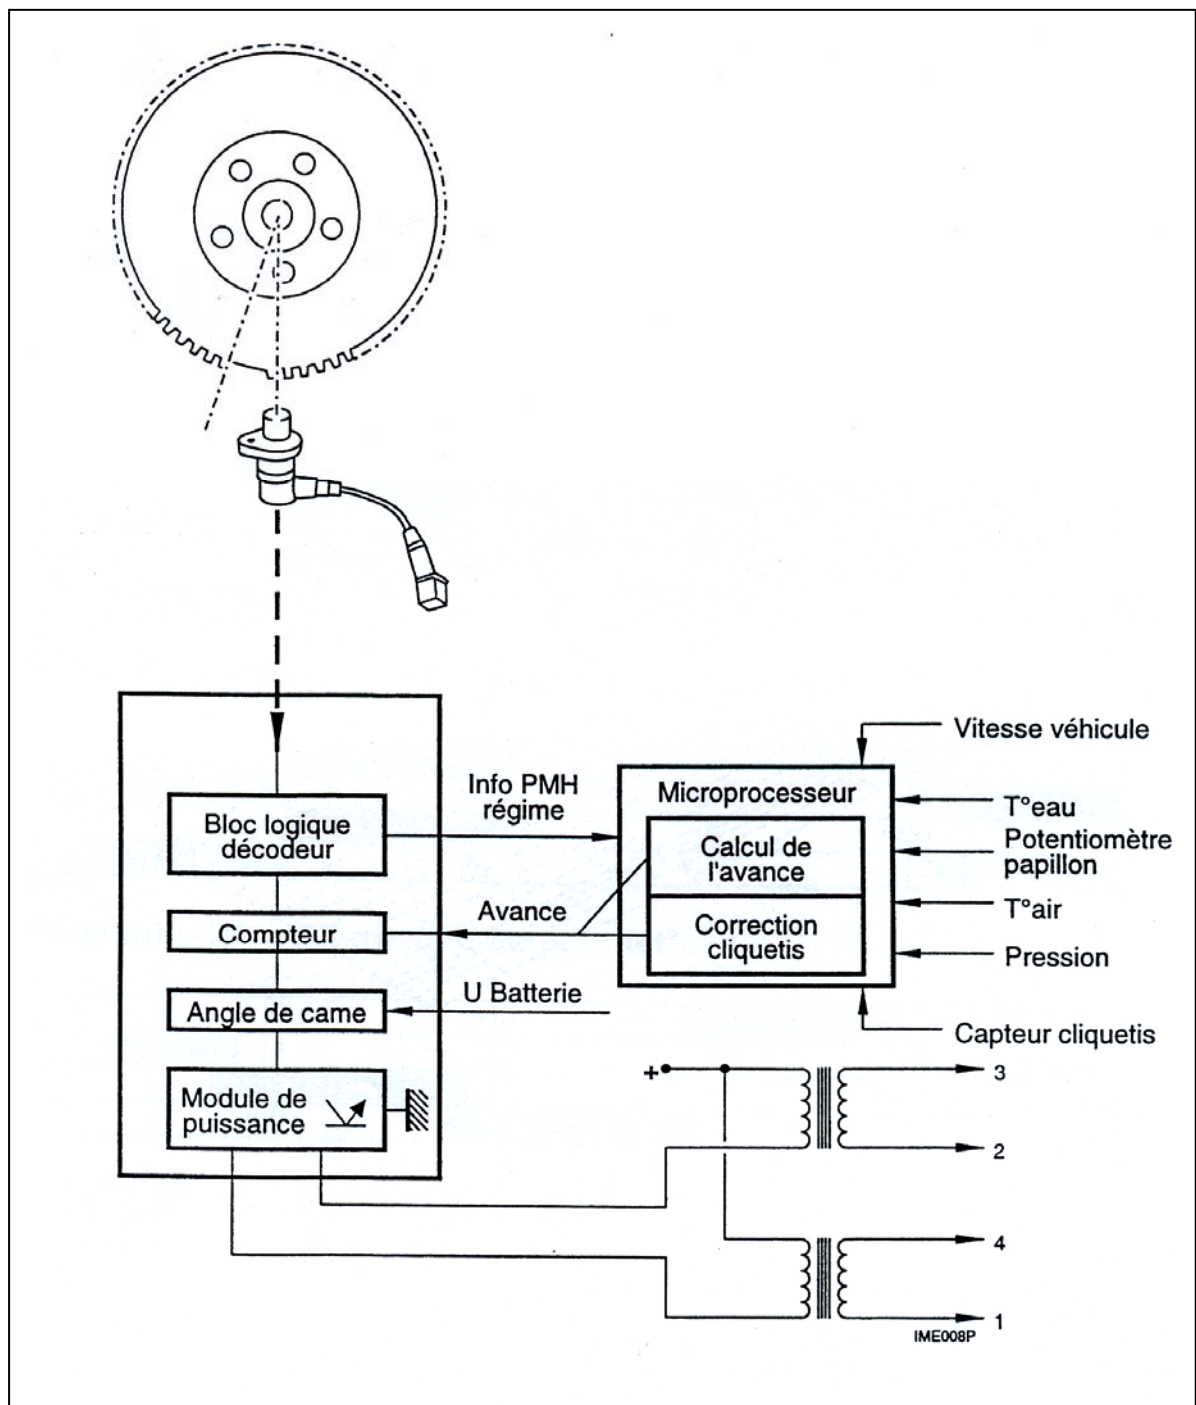 Vitesse véhicule
Info PMH
régime
Microprocesseur
T°eau
Bloc logique
décodeur
Calcul de
l'avance
Potentiomètre
papillon
Avance
T°air
Compteur
Correction
cliquetis
Pression
U Batterie
Angle de came
Capteur cliquetis
Module de
puissance
+
3
2
4
1
IME008P